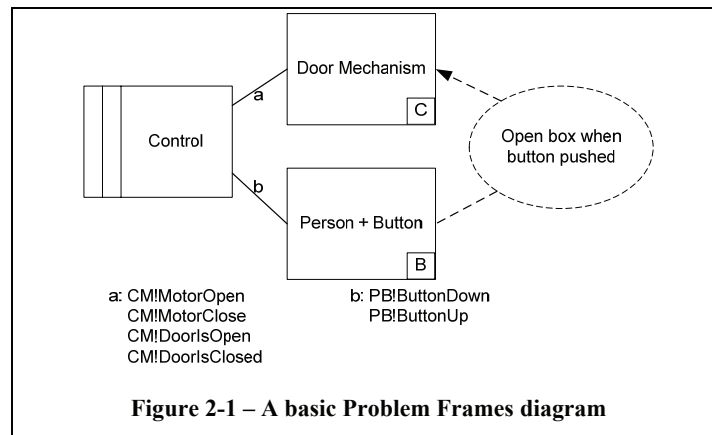 Door Mechanism
C
a
Control
Open box when
button pushed
b
Person + Button
B
a: CM!MotorOpen
CM!MotorClose
CM!DoorIsOpen
CM!DoorIsClosed
b: PB!ButtonDown
PB!ButtonUp
Figure 2-1 – A basic Problem Frames diagram